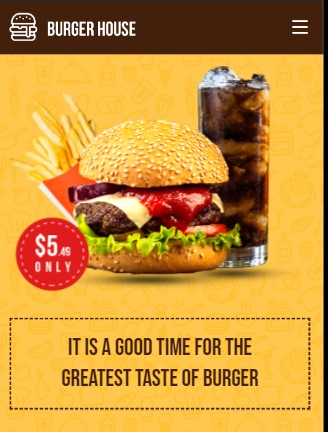 BURGER HOUSE
$5.49
ONLY
IT IS A GOOD TIME FOR THE
GREATEST TASTE OF BURGER